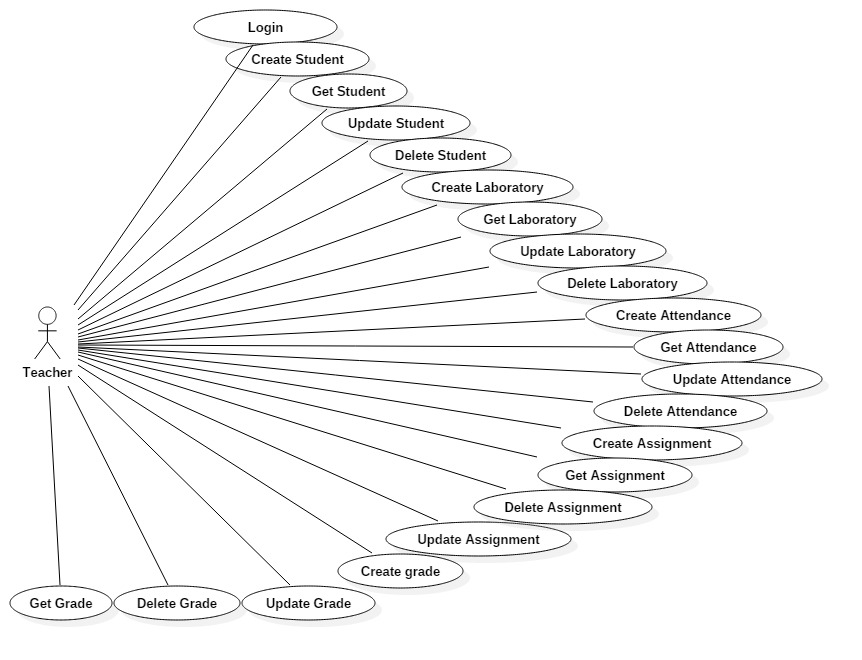 Login
Create Student
Get Student
Update Student
Delete Student
Create Laboratory
Get Laboratory
Update Laboratory
Delete Laboratory
Create Attendance
Get Attendance
Teacher
Update Attendance
Delete Attendance
Create Assignment
Get Assignment
Delete Assignment
Update Assignment
Create grade
Get Grade
Delete Grade
Update Grade